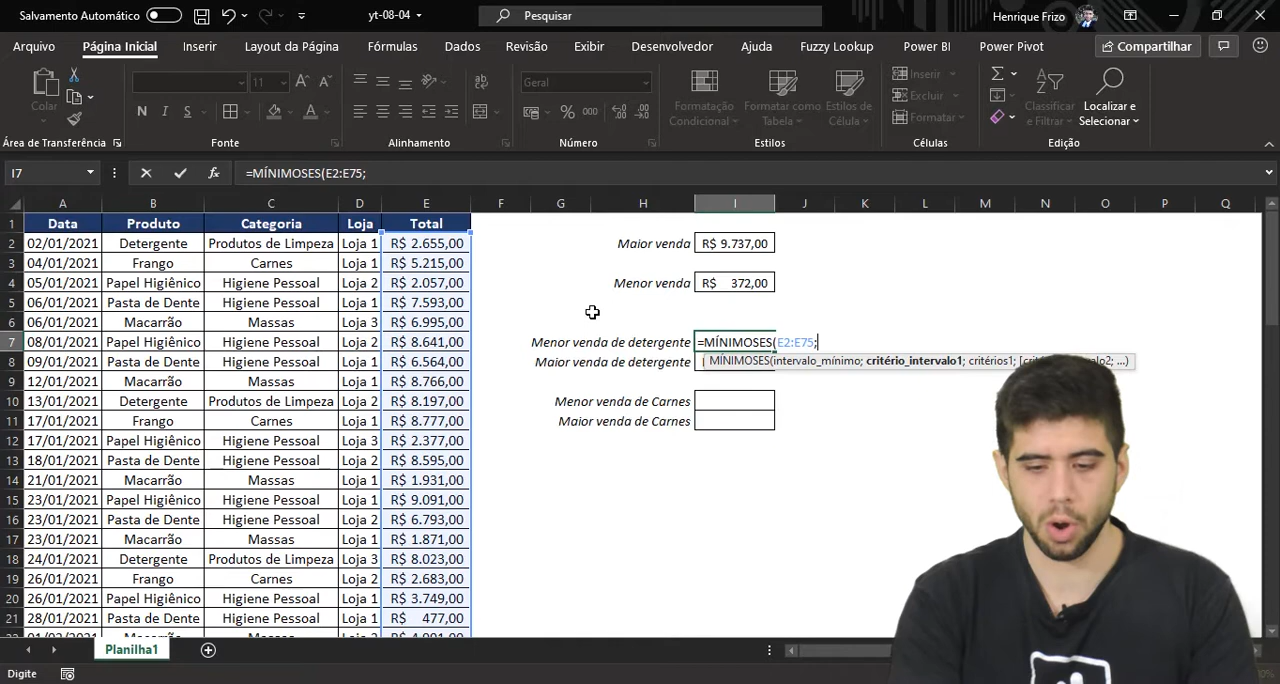 Salvamento Automático yt-08-04 Pesquisar Henrique Frizo
Arquivo Página Inicial Inserir Layout da Página Fórmulas Dados Revisão Exibir Desenvolvedor Ajuda Fuzzy Lookup Power BI Power Pivot Compartilhar
Colar
N I S
11
Geral
% 000
Formatação Condicional
Formatar como Tabela
Estilos de Célula
Inserir
Excluir
Formatar
Classificar e Filtrar
Localizar e Selecionar
Área de Transferência Fonte Alinhamento Número Estilos Células Edição
I7 fx =MÍNIMOSES(E2:E75;
A B C D E F G H I J K L M N O P Q
1 Data Produto Categoria Loja Total
2 02/01/2021 Detergente Produtos de Limpeza Loja 1 R$ 2.655,00 Maior venda R$ 9.737,00
3 04/01/2021 Frango Carnes Loja 1 R$ 5.215,00
4 05/01/2021 Papel Higiênico Higiene Pessoal Loja 2 R$ 2.057,00 Menor venda R$ 372,00
5 06/01/2021 Pasta de Dente Higiene Pessoal Loja 1 R$ 7.593,00
6 06/01/2021 Macarrão Massas Loja 3 R$ 6.995,00
7 08/01/2021 Papel Higiênico Higiene Pessoal Loja 2 R$ 8.641,00 Menor venda de detergente =MÍNIMOSES(E2:E75;
8 09/01/2021 Pasta de Dente Higiene Pessoal Loja 1 R$ 6.564,00 Maior venda de detergente MÍNIMOSES(intervalo_mínimo; critério_intervalo1; critérios1; ...)
9 12/01/2021 Macarrão Massas Loja 1 R$ 8.766,00
10 13/01/2021 Detergente Produtos de Limpeza Loja 2 R$ 8.197,00 Menor venda de Carnes
11 17/01/2021 Frango Carnes Loja 1 R$ 8.777,00 Maior venda de Carnes
12 17/01/2021 Papel Higiênico Higiene Pessoal Loja 3 R$ 2.377,00
13 18/01/2021 Pasta de Dente Higiene Pessoal Loja 2 R$ 8.595,00
14 21/01/2021 Macarrão Massas Loja 1 R$ 1.931,00
15 23/01/2021 Papel Higiênico Higiene Pessoal Loja 1 R$ 9.091,00
16 23/01/2021 Pasta de Dente Higiene Pessoal Loja 2 R$ 6.793,00
17 23/01/2021 Macarrão Massas Loja 1 R$ 1.871,00
18 24/01/2021 Detergente Produtos de Limpeza Loja 3 R$ 8.023,00
19 26/01/2021 Frango Carnes Loja 2 R$ 2.683,00
20 26/01/2021 Papel Higiênico Higiene Pessoal Loja 1 R$ 3.749,00
21 28/01/2021 Pasta de Dente Higiene Pessoal Loja 1 R$ 477,00
Planilha1
Digite